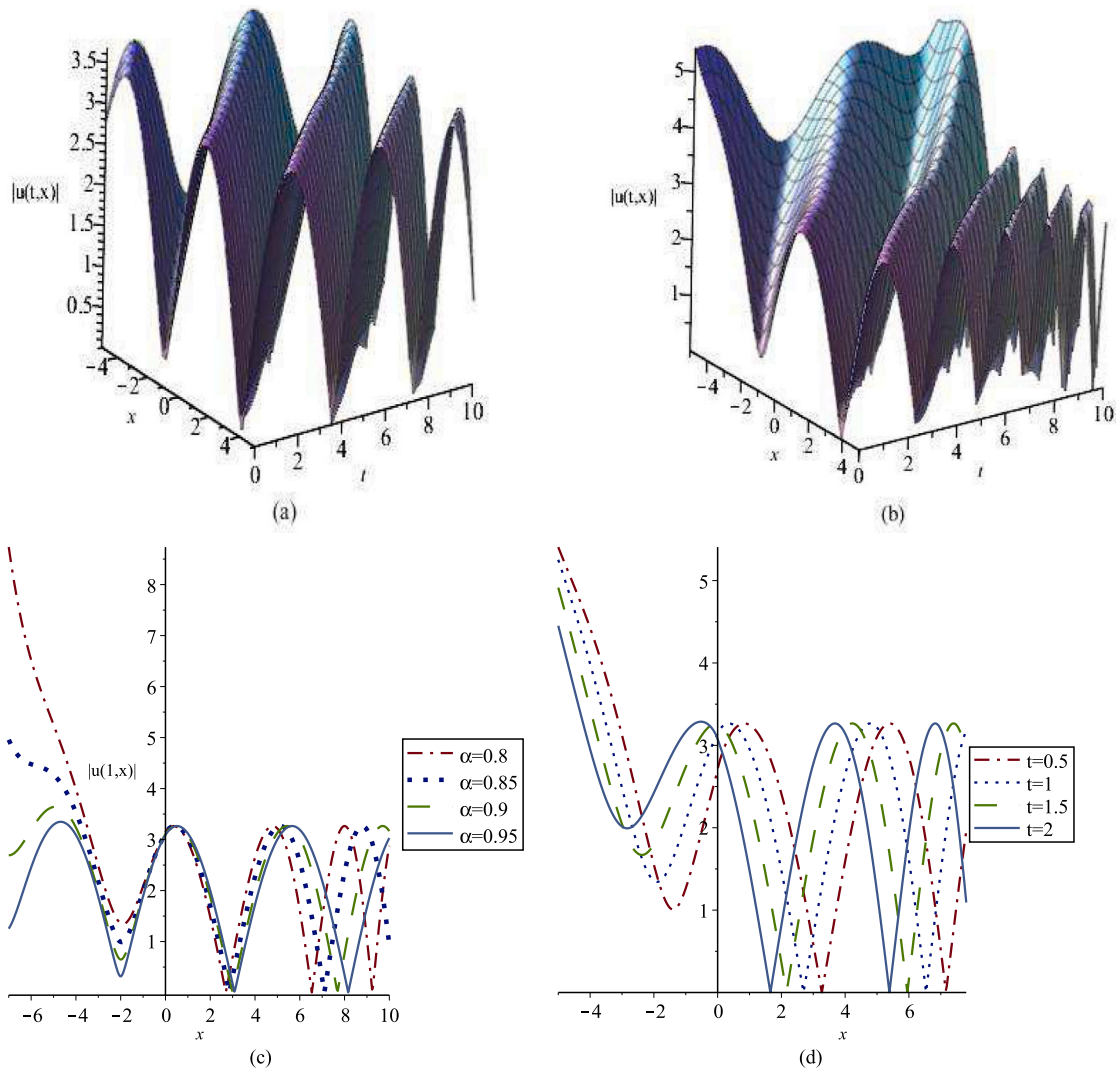 3.5
3
2.5
|u(t,x)|
2
1.5
1
0.5
−4
−2
x
0
2
4
0
2
4
t
6
8
10
(a)
5
4
3
|u(t,x)|
2
1
−4
−2
x
0
2
4
0
2
4
t
6
8
10
(b)
8
7
6
5
|u(1,x)|
4
3
2
1
−6
−4
−2
0
2
4
6
8
10
x
α=0.8
α=0.85
α=0.9
α=0.95
(c)
5
4
3
2
1
−4
−2
0
2
4
6
x
t=0.5
t=1
t=1.5
t=2
(d)